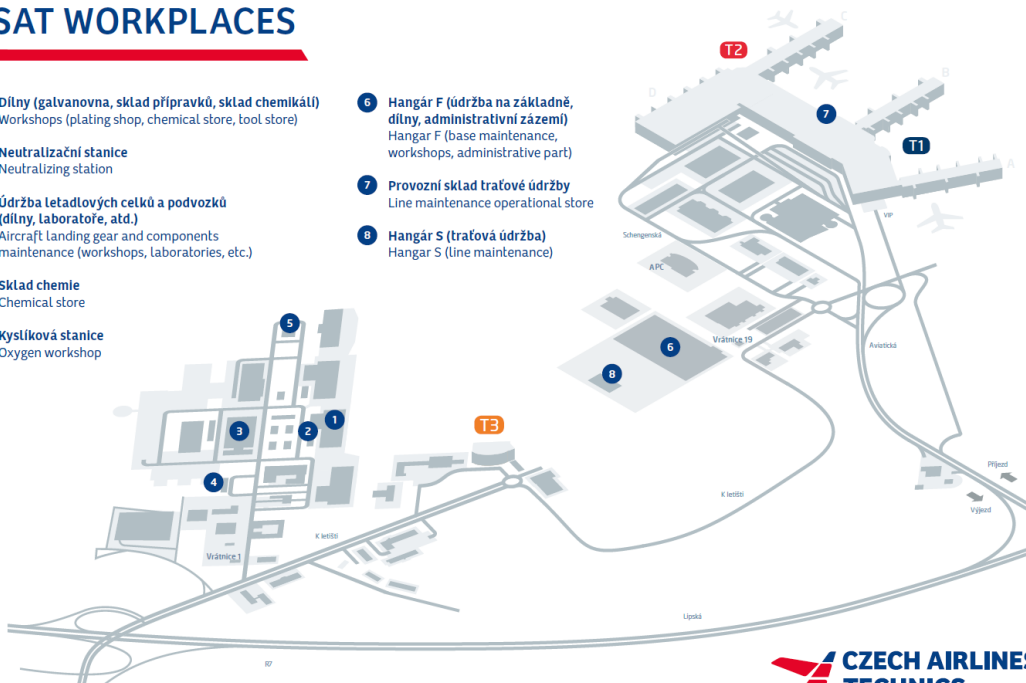 SAT WORKPLACES
Dílny (galvanovna, sklad přípravků, sklad chemikálií)
Workshops (plating shop, chemical store, tool store)
Neutralizační stanice
Neutralizing station
Údržba letadlových celků a podvozků
(dílny, laboratoře, atd.)
Aircraft landing gear and components
maintenance (workshops, laboratories, etc.)
Sklad chemie
Chemical store
Kyslíková stanice
Oxygen workshop
6 Hangár F (údržba na základně,
dílny, administrativní zázemí)
Hangar F (base maintenance,
workshops, administrative part)
7 Provozní sklad traťové údržby
Line maintenance operational store
8 Hangár S (traťová údržba)
Hangar S (line maintenance)
C
T2
D
B
7
T1
A
VIP
Schengenská
APC
5
Vrátnice 19
6
Aviatická
8
1
2
3
T3
4
Příjezd
K letišti
Výjezd
K letišti
Vrátnice 1
Lipská
R7
CZECH AIRLINES
TECHNICS